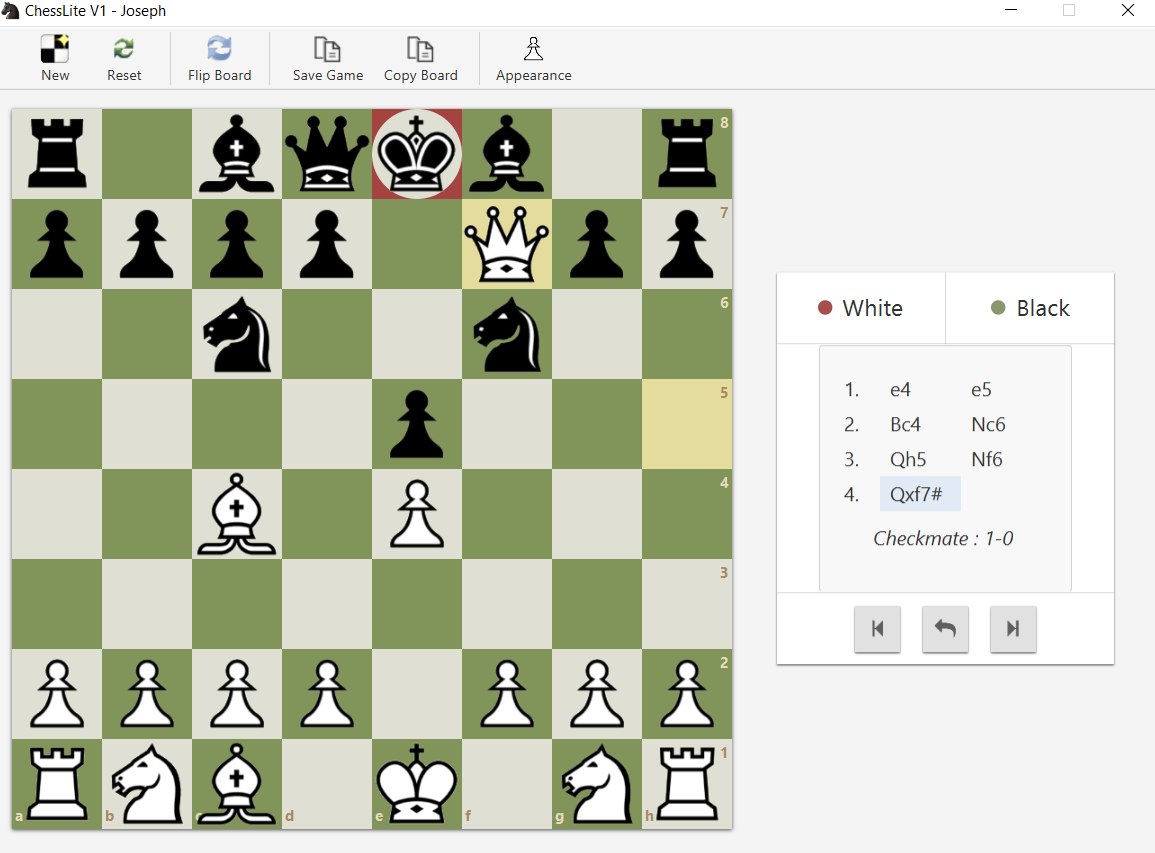 ChessLite V1 - Joseph
New Reset Flip Board Save Game Copy Board Appearance
8
7
6
5
4
3
2
1
a b d e f g h
White Black
1. e4 e5
2. Bc4 Nc6
3. Qh5 Nf6
4. Qxf7#
Checkmate : 1-0